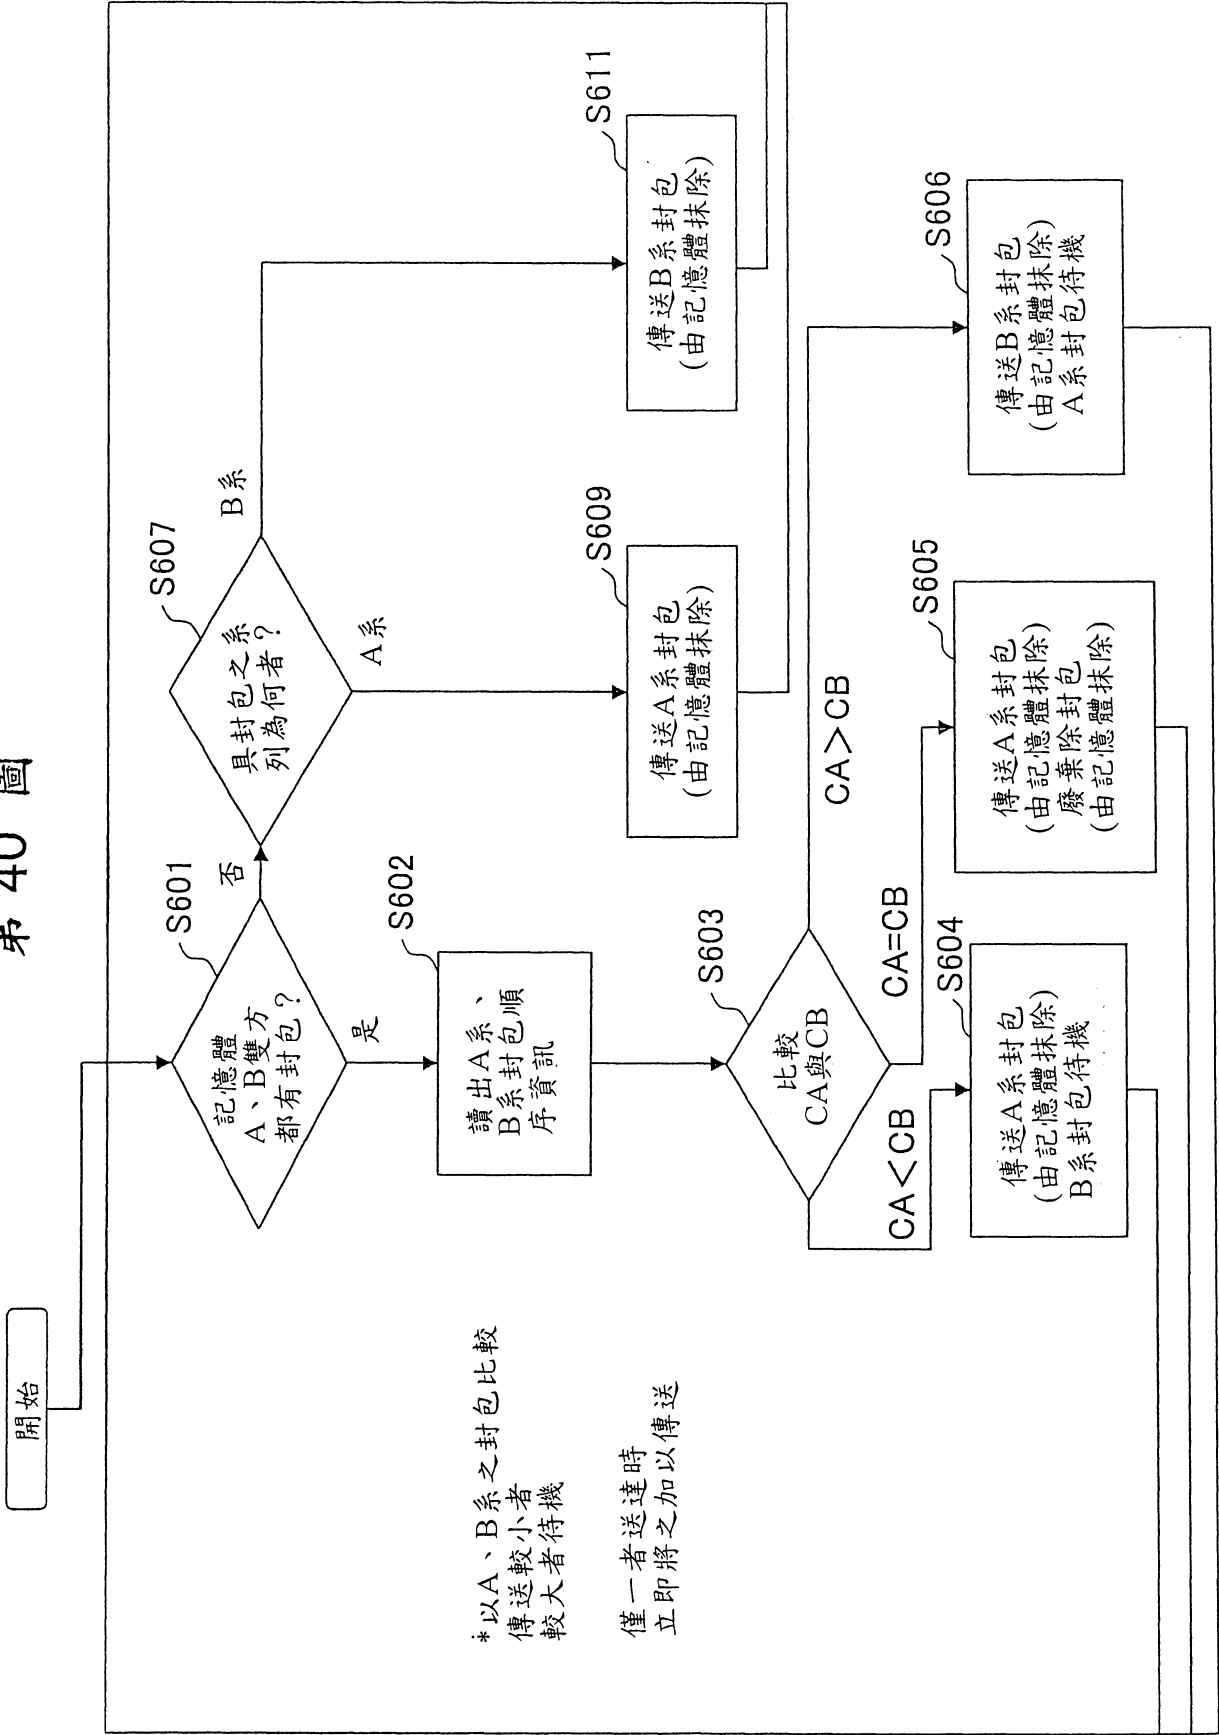 第 40 圖
開始
S601
記憶體
A、B雙方
都有封包？
否
是
S607
具封包之系
列為何者？
B系
A系
S602
讀出A系、
B系封包順
序資訊
S609
傳送A系封包
(由記憶體抹除)
S611
傳送B系封包
(由記憶體抹除)
S603
比較
CA與CB
CA<CB
CA=CB
CA>CB
S604
傳送A系封包
(由記憶體抹除)
B系封包待機
S605
傳送A系封包
(由記憶體抹除)
廢棄除封包
(由記憶體抹除)
S606
傳送B系封包
(由記憶體抹除)
A系封包待機
*以A、B系之封包比較
傳送較小者
較大者待機
僅一者送達時
立即將之加以傳送